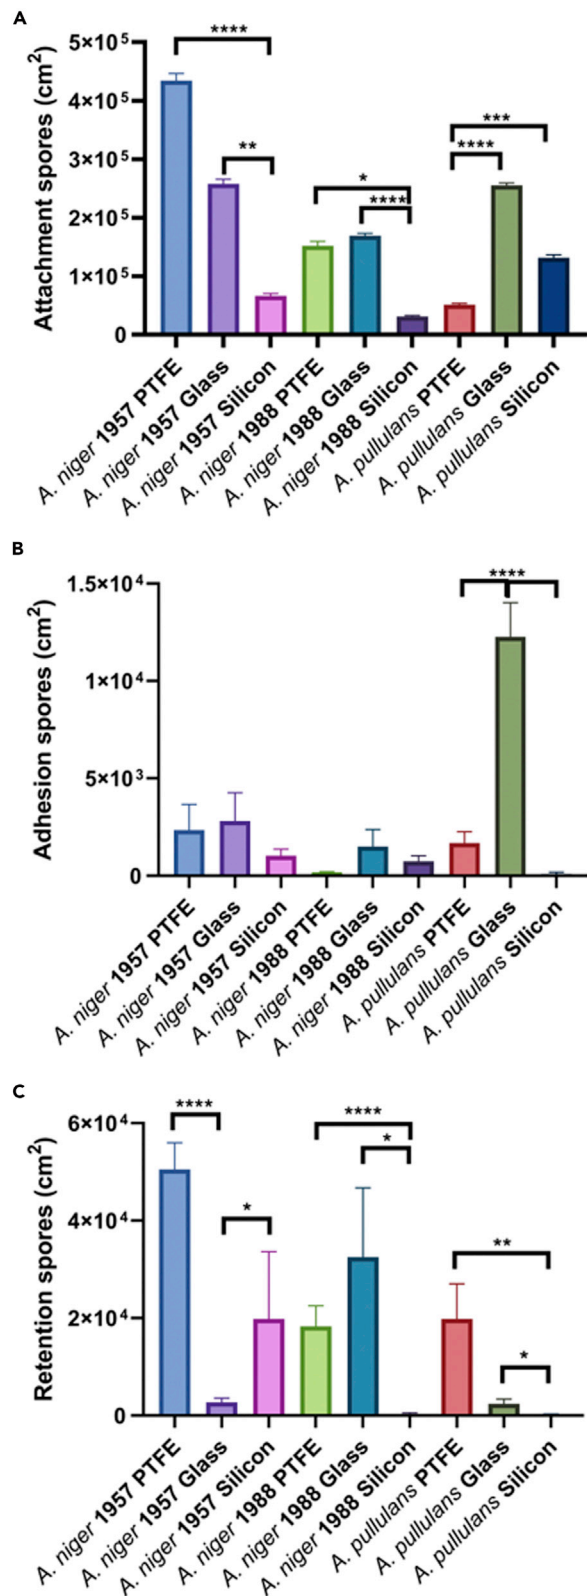 A
Attachment spores (cm²)
5×10⁵
4×10⁵
3×10⁵
2×10⁵
1×10⁵
0
****
**
*
****
***
****
A. niger 1957 PTFE
A. niger 1957 Glass
A. niger 1957 Silicon
A. niger 1988 PTFE
A. niger 1988 Glass
A. niger 1988 Silicon
A. pullulans PTFE
A. pullulans Glass
A. pullulans Silicon
B
Adhesion spores (cm²)
1.5×10⁴
1×10⁴
5×10³
0
****
A. niger 1957 PTFE
A. niger 1957 Glass
A. niger 1957 Silicon
A. niger 1988 PTFE
A. niger 1988 Glass
A. niger 1988 Silicon
A. pullulans PTFE
A. pullulans Glass
A. pullulans Silicon
C
Retention spores (cm²)
6×10⁴
4×10⁴
2×10⁴
0
****
*
****
*
**
*
A. niger 1957 PTFE
A. niger 1957 Glass
A. niger 1957 Silicon
A. niger 1988 PTFE
A. niger 1988 Glass
A. niger 1988 Silicon
A. pullulans PTFE
A. pullulans Glass
A. pullulans Silicon